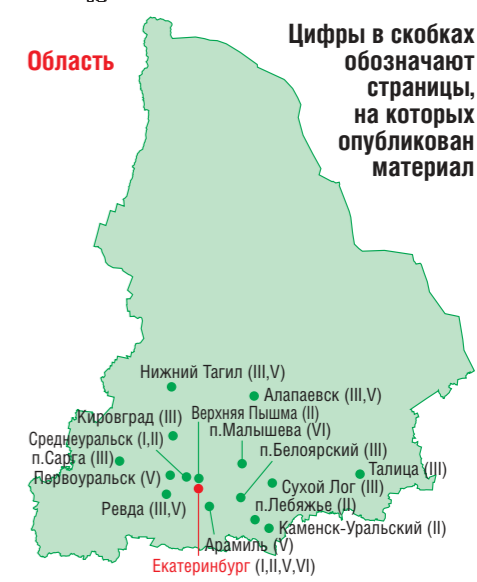 Область
Цифры в скобках
обозначают
страницы,
на которых
опубликован
материал
Нижний Тагил (III,V)
Алапаевск (III,V)
Кировград (III)
Верхняя Пышма (II)
п.Малышева (VI)
Среднеуральск (I,II)
п.Белоярский (III)
п.Сарга (III)
Талица (III)
Первоуральск (V)
Сухой Лог (III)
Ревда (III,V)
п.Лебяжье (II)
Каменск-Уральский (II)
Арамиль (V)
Екатеринбург (I,II,V,VI)